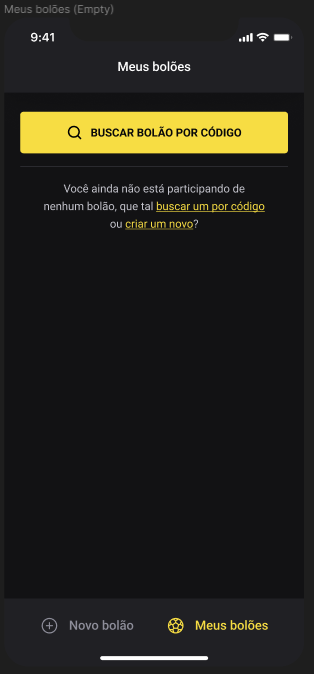 Meus bolões (Empty)
9:41
Meus bolões
BUSCAR BOLÃO POR CÓDIGO
Você ainda não está participando de
nenhum bolão, que tal buscar um por código
ou criar um novo?
Novo bolão
Meus bolões